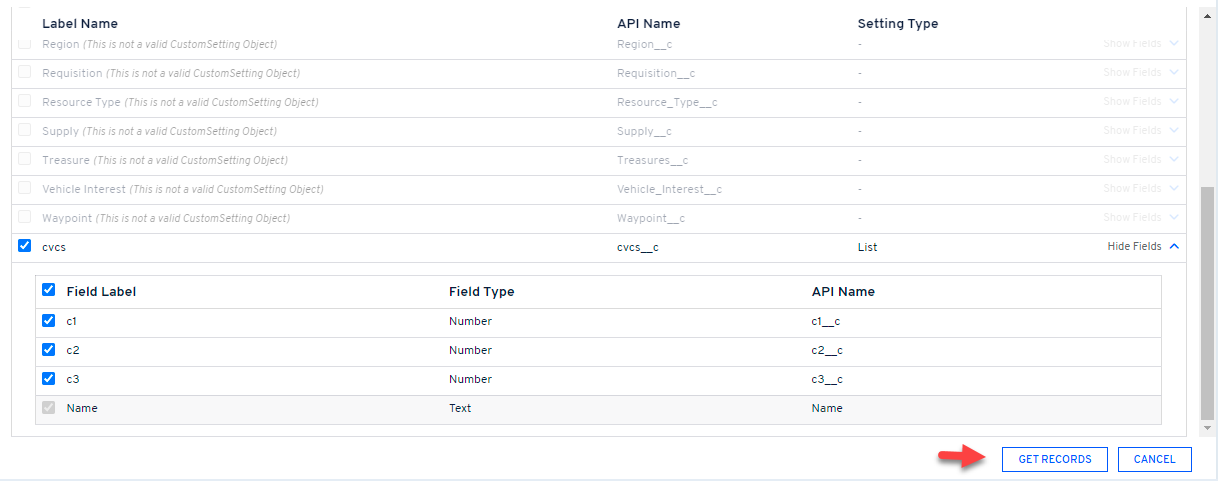 Label Name API Name Setting Type
Region (This is not a valid CustomSetting Object) Region__c - Show Fields
Requisition (This is not a valid CustomSetting Object) Requisition__c - Show Fields
Resource Type (This is not a valid CustomSetting Object) Resource_Type__c - Show Fields
Supply (This is not a valid CustomSetting Object) Supply__c - Show Fields
Treasure (This is not a valid CustomSetting Object) Treasures__c - Show Fields
Vehicle Interest (This is not a valid CustomSetting Object) Vehicle_Interest__c - Show Fields
Waypoint (This is not a valid CustomSetting Object) Waypoint__c - Show Fields
cvcs cvcs__c List Hide Fields
Field Label Field Type API Name
c1 Number c1__c
c2 Number c2__c
c3 Number c3__c
Name Text Name
GET RECORDS CANCEL